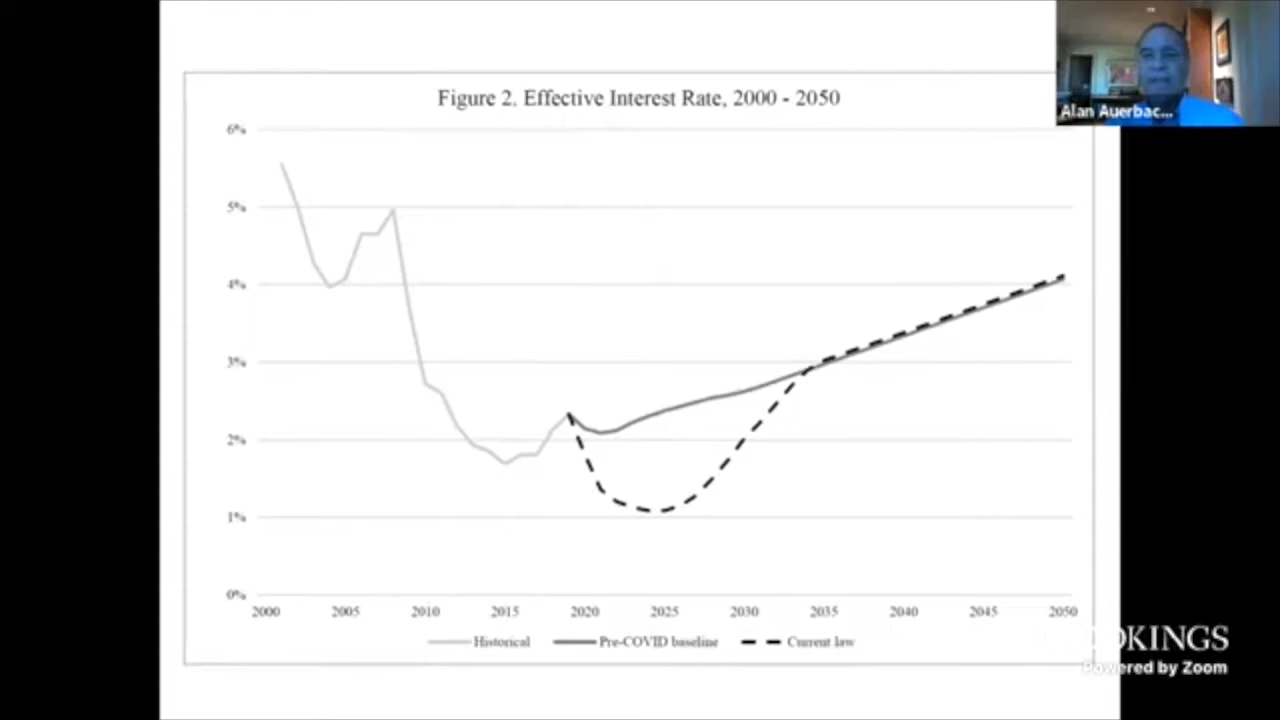 Figure 2. Effective Interest Rate, 2000 - 2050
Alan Auerbac...
6%
5%
4%
3%
2%
1%
0%
2000 2005 2010 2015 2020 2025 2030 2035 2040 2045 2050
Historical Pre-COVID baseline Current law
OKINGS
Powered by Zoom